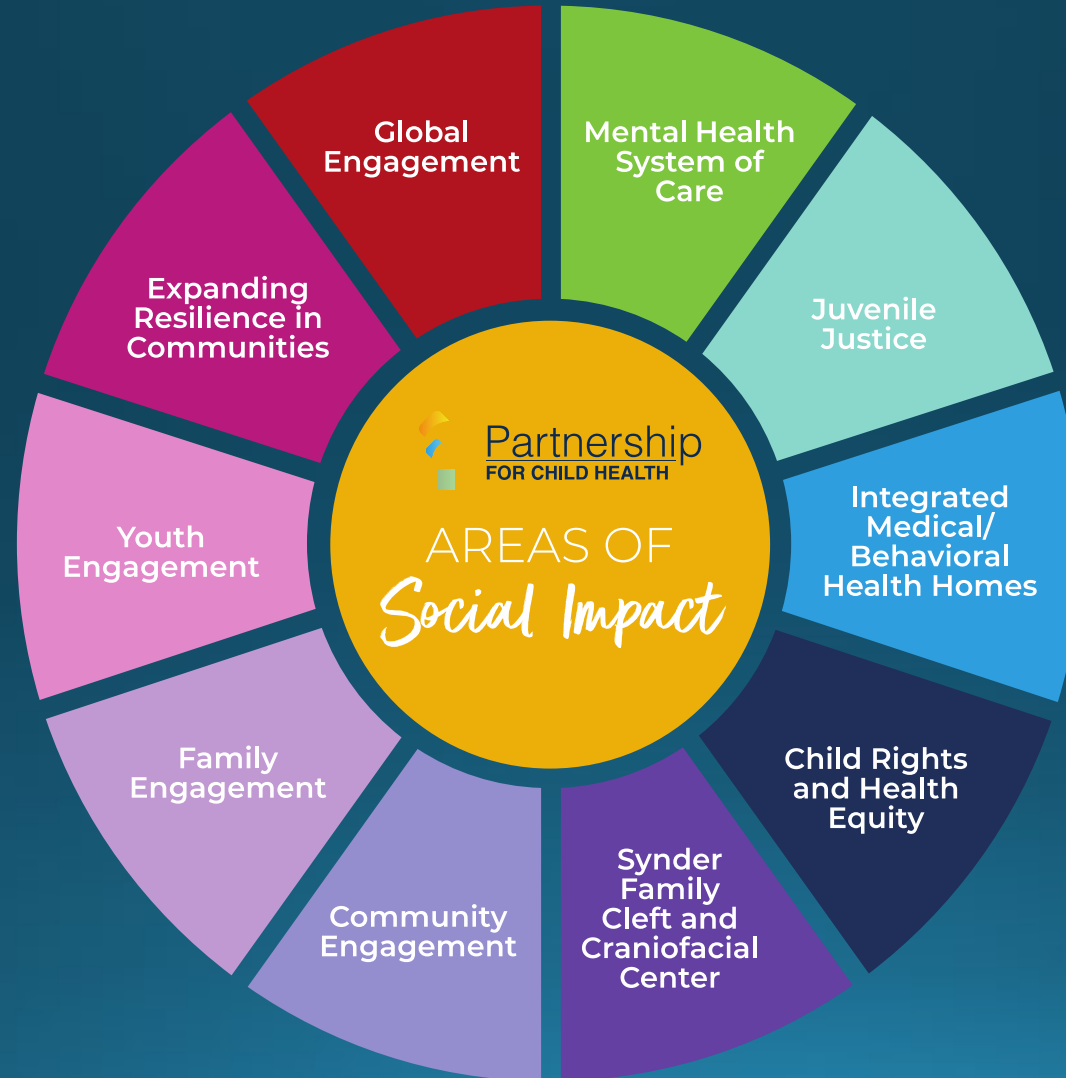 Global
Engagement
Mental Health
System of
Care
Juvenile
Justice
Integrated
Medical/
Behavioral
Health Homes
Child Rights
and Health
Equity
Synder
Family
Cleft and
Craniofacial
Center
Community
Engagement
Family
Engagement
Youth
Engagement
Expanding
Resilience in
Communities
Partnership
FOR CHILD HEALTH
AREAS OF
Social Impact